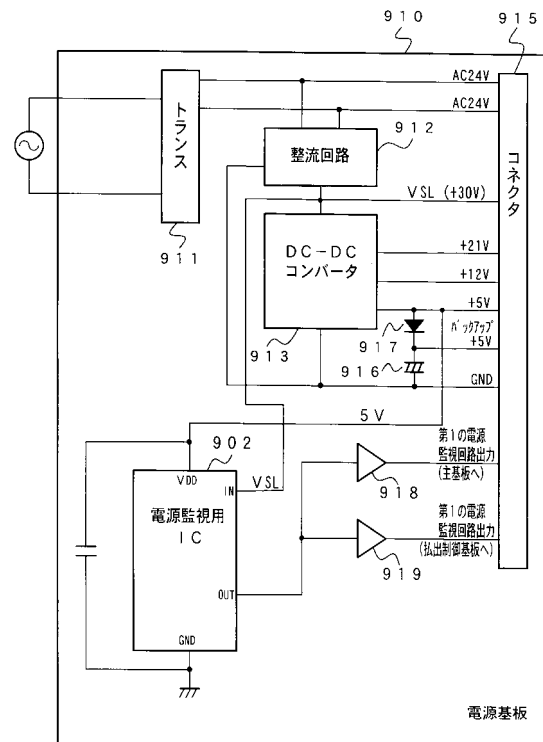 910
915
AC24V
AC24V
トランス
912
整流回路
コネクタ
VSL (+30V)
911
DC-DC
コンバータ
+21V
+12V
+5V
917
バックアップ
+5V
913
916
GND
5V
902
VDD
IN
VSL
電源監視用
IC
第1の電源
監視回路出力
(主基板へ)
918
第1の電源
監視回路出力
(払出制御基板へ)
919
OUT
GND
電源基板